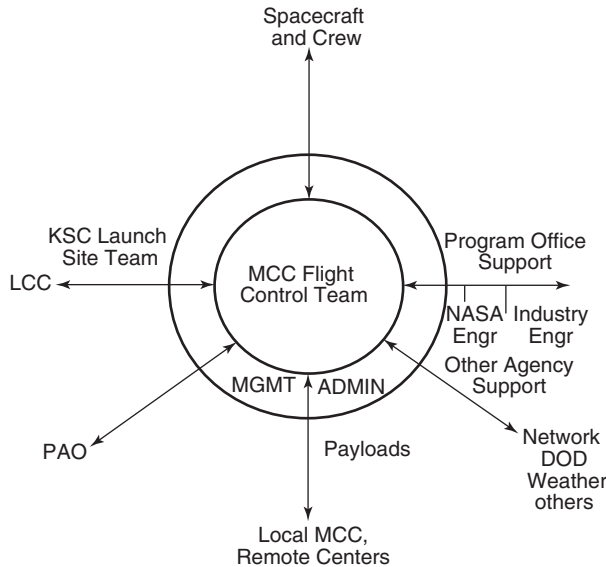 Spacecraft
and Crew
KSC Launch
Site Team
LCC
MCC Flight
Control Team
Program Office
Support
NASA
Engr
Industry
Engr
Other Agency
Support
MGMT
ADMIN
PAO
Payloads
Network
DOD
Weather
others
Local MCC,
Remote Centers